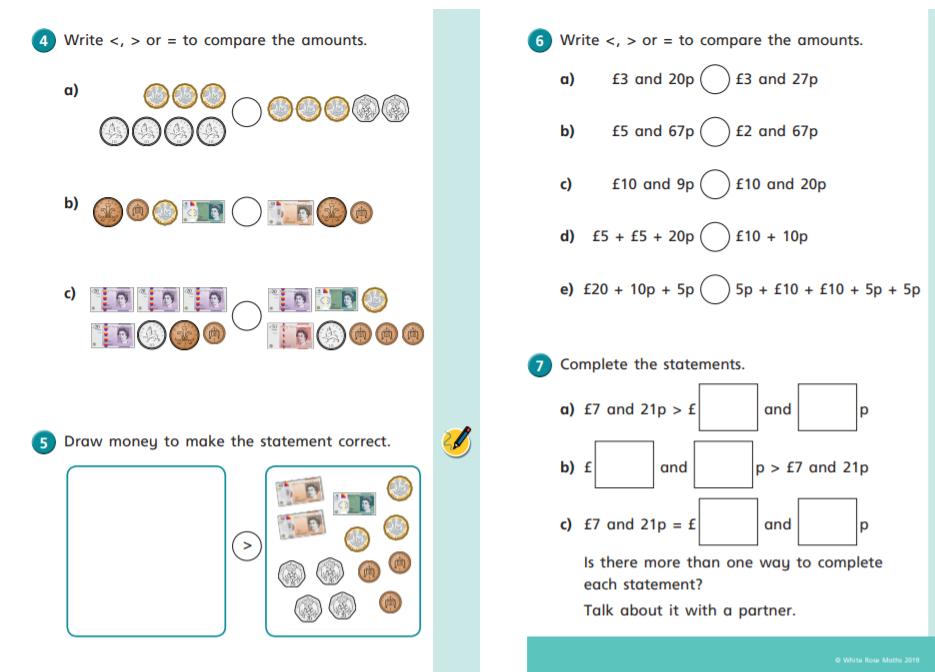 4 Write <, > or = to compare the amounts.
a)
b)
c)
5 Draw money to make the statement correct.
>
6 Write <, > or = to compare the amounts.
a) £3 and 20p £3 and 27p
b) £5 and 67p £2 and 67p
c) £10 and 9p £10 and 20p
d) £5 + £5 + 20p £10 + 10p
e) £20 + 10p + 5p 5p + £10 + £10 + 5p + 5p
7 Complete the statements.
a) £7 and 21p > £ and p
b) £ and p > £7 and 21p
c) £7 and 21p = £ and p
Is there more than one way to complete
each statement?
Talk about it with a partner.
© White Rose Maths 2019